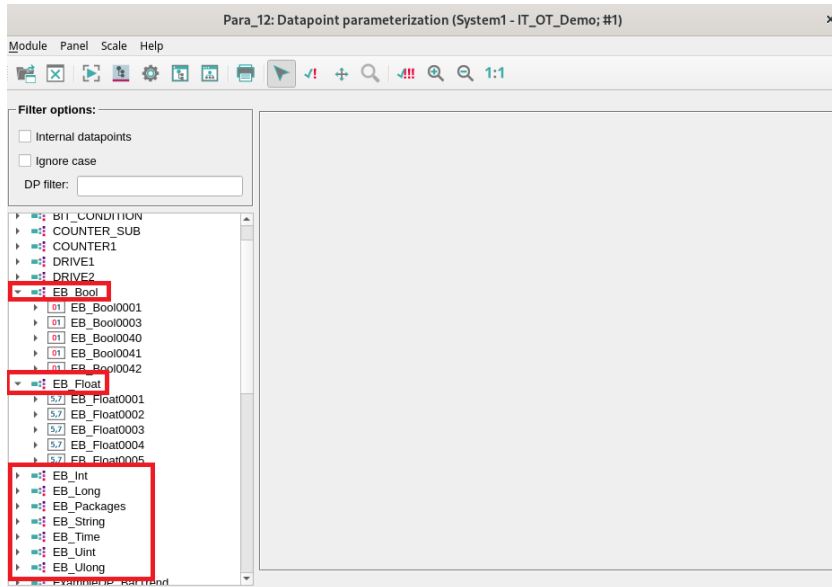 Para_12: Datapoint parameterization (System1 - IT_OT_Demo; #1)
Module Panel Scale Help
1:1
Filter options:
Internal datapoints
Ignore case
DP filter:
BIT_CONDITION
COUNTER_SUB
COUNTER1
DRIVE1
DRIVE2
EB_Bool
01 EB_Bool0001
01 EB_Bool0003
01 EB_Bool0040
01 EB_Bool0041
01 EB_Bool0042
EB_Float
5,7 EB_Float0001
5,7 EB_Float0002
5,7 EB_Float0003
5,7 EB_Float0004
5,7 EB_Float0005
EB_Int
EB_Long
EB_Packages
EB_String
EB_Time
EB_Uint
EB_Ulong
ExampleDP_BarTrend